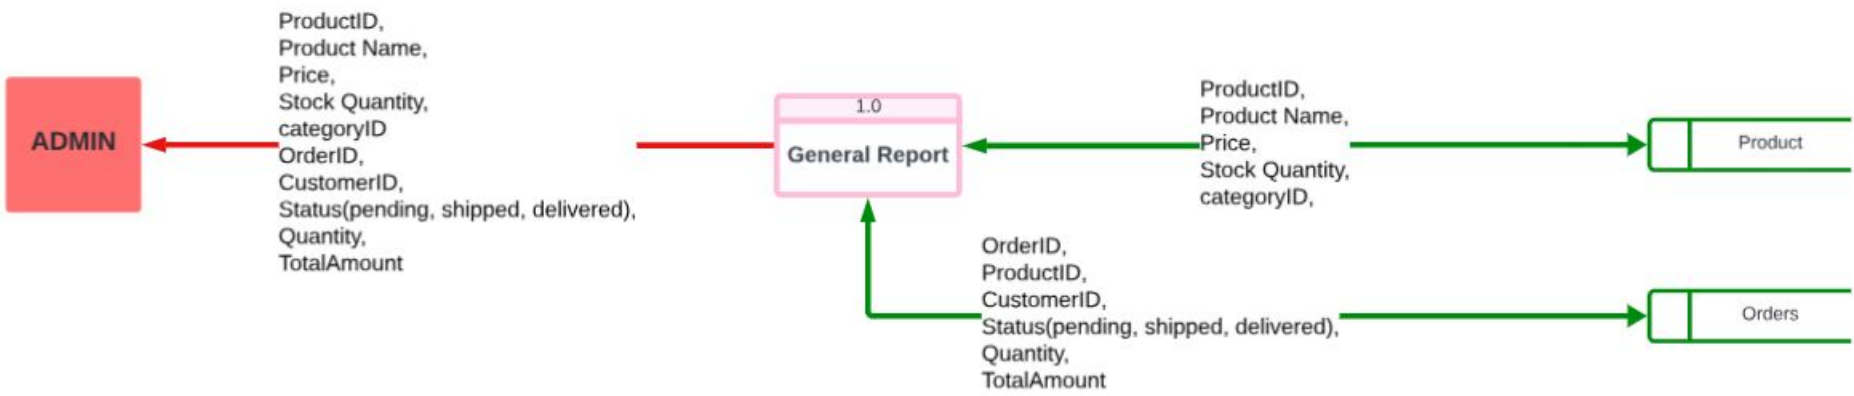 ADMIN
ProductID,
Product Name,
Price,
Stock Quantity,
categoryID
OrderID,
CustomerID,
Status(pending, shipped, delivered),
Quantity,
TotalAmount
1.0
General Report
ProductID,
Product Name,
Price,
Stock Quantity,
categoryID,
Product
OrderID,
ProductID,
CustomerID,
Status(pending, shipped, delivered),
Quantity,
TotalAmount
Orders